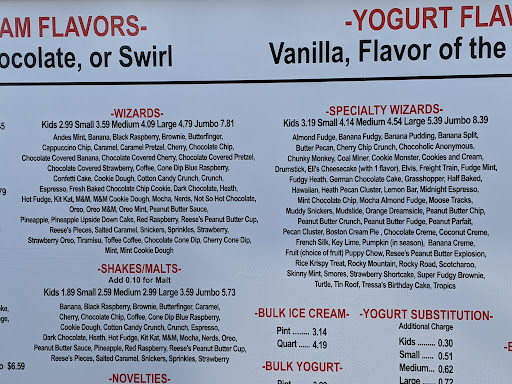 AM FLAVORS-
ocolate, or Swirl
-YOGURT FLAV
Vanilla, Flavor of the
-WIZARDS-
Kids 2.99 Small 3.59 Medium 4.09 Large 4.79 Jumbo 7.81
Andes Mint, Banana, Black Raspberry, Brownie, Butterfinger,
Cappuccino Chip, Caramel, Caramel Pretzel, Cherry, Chocolate Chip,
Chocolate Covered Banana, Chocolate Covered Cherry, Chocolate Covered Pretzel,
Chocolate Covered Strawberry, Coffee, Cone Dip Blue Raspberry,
Confetti Cake, Cookie Dough, Cotton Candy Crunch, Crunch,
Espresso, Fresh Baked Chocolate Chip Cookie, Dark Chocolate, Heath,
Hot Fudge, Kit Kat, M&M, M&M Cookie Dough, Mocha, Nerds, Not So Hot Chocolate,
Oreo, Oreo M&M, Oreo Mint, Peanut Butter Sauce,
Pineapple, Pineapple Upside Down Cake, Red Raspberry, Reese's Peanut Butter Cup,
Reese's Pieces, Salted Caramel, Snickers, Sprinkles, Strawberry,
Strawberry Oreo, Tiramisu, Toffee Coffee, Chocolate Cone Dip, Cherry Cone Dip,
Mint, Mint Cookie Dough
-SHAKES/MALTS-
Add 0.10 for Malt
Kids 1.89 Small 2.59 Medium 2.99 Large 3.59 Jumbo 5.73
Banana, Black Raspberry, Brownie, Butterfinger, Caramel,
Cherry, Chocolate Chip, Coffee, Cone Dip Blue Raspberry,
Cookie Dough, Cotton Candy Crunch, Crunch, Espresso,
Dark Chocolate, Heath, Hot Fudge, Kit Kat, M&M, Mocha, Nerds, Oreo,
Peanut Butter Sauce, Pineapple, Red Raspberry, Reese's Peanut Butter Cup,
Reese's Pieces, Salted Caramel, Snickers, Sprinkles, Strawberry
-NOVELTIES-
-SPECIALTY WIZARDS-
Kids 3.19 Small 4.14 Medium 4.54 Large 5.39 Jumbo 8.39
Almond Fudge, Banana Fudgy, Banana Pudding, Banana Split,
Butter Pecan, Cherry Chip Crunch, Chocoholic Anonymous,
Chunky Monkey, Coal Miner, Cookie Monster, Cookies and Cream,
Drumstick, Ell's Cheesecake (with 1 flavor), Elvis, Freight Train, Fudge Mint,
Fudgy Heath, German Chocolate Cake, Grasshopper, Half Baked,
Hawaiian, Heath Pecan Cluster, Lemon Bar, Midnight Espresso,
Mint Chocolate Chip, Mocha Almond Fudge, Moose Tracks,
Muddy Snickers, Mudslide, Orange Dreamsicle, Peanut Butter Chip,
Peanut Butter Crunch, Peanut Butter Fudge, Peanut Parfait,
Pecan Cluster, Boston Cream Pie , Chocolate Creme, Coconut Creme,
French Silk, Key Lime, Pumpkin (in season), Banana Creme,
Fruit (choice of fruit) Puppy Chow, Reese's Peanut Butter Explosion,
Rice Krispy Treat, Rocky Mountain, Rocky Road, Scotcharoo,
Skinny Mint, Smores, Strawberry Shortcake, Super Fudgy Brownie,
Turtle, Tin Roof, Tressa's Birthday Cake, Tropics
-BULK ICE CREAM-
Pint ........ 3.14
Quart ..... 4.19
-BULK YOGURT-
-YOGURT SUBSTITUTION-
Additional Charge
Kids ......... 0.30
Small ...... 0.51
Medium... 0.62
Large ....... 0.72
$6.59